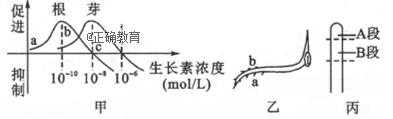 促进
抑制
根 芽
a b c
@正确教育
10⁻¹⁰ 10⁻⁸ 10⁻⁶
生长素浓度
(mol/L)
甲
b
a
乙
A段
B段
丙